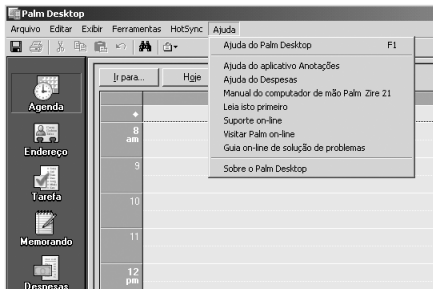 Palm Desktop
Arquivo Editar Exibir Ferramentas HotSync Ajuda
Ajuda do Palm Desktop F1
Ajuda do aplicativo Anotações
Ajuda do Despesas
Manual do computador de mão Palm Zire 21
Leia isto primeiro
Suporte on-line
Visitar Palm on-line
Guia on-line de solução de problemas
Sobre o Palm Desktop
Ir para... Hoje
Agenda
Endereço
Tarefa
Memorando
Despesas
8 am
9
10
11
12 pm